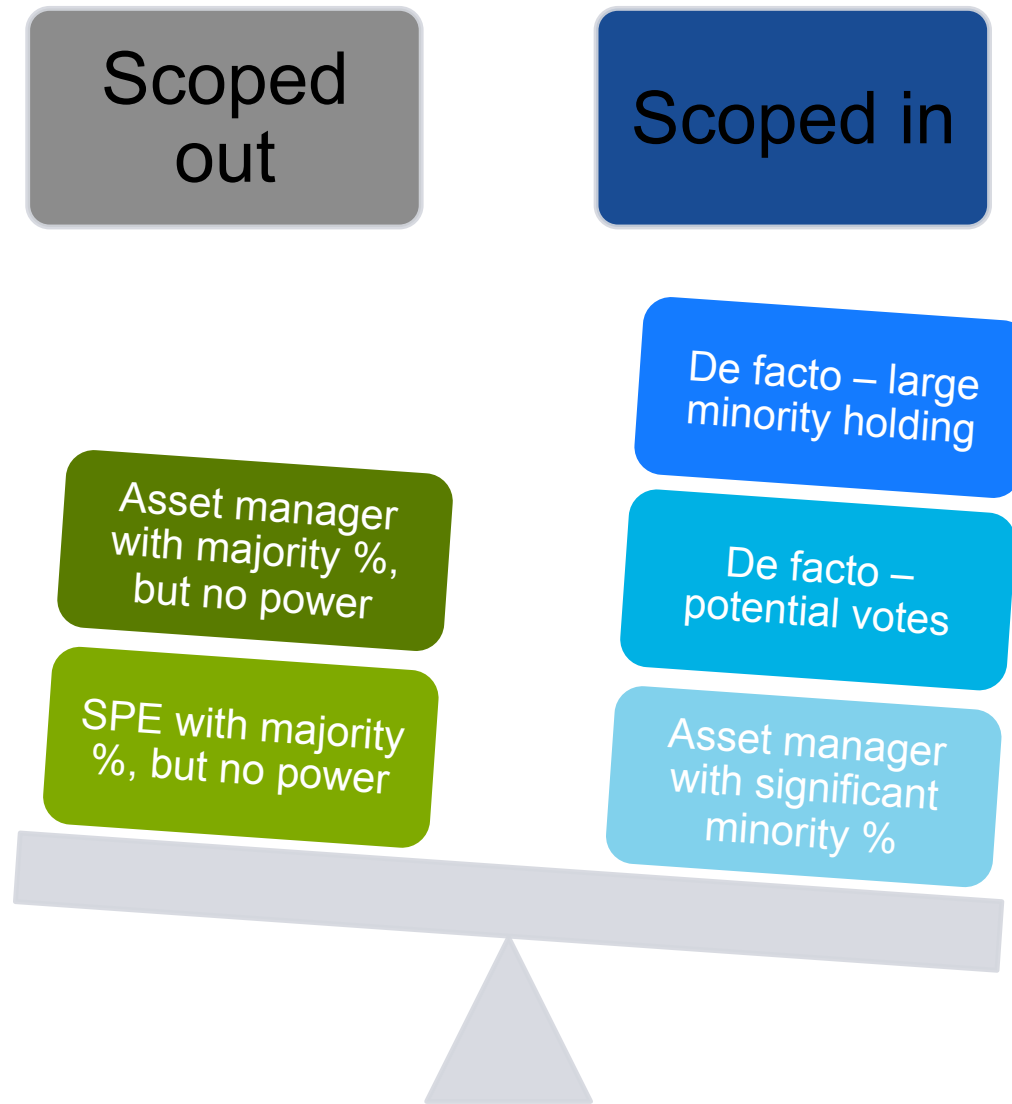 Scoped
out
Scoped in
Asset manager
with majority %,
but no power
SPE with majority
%, but no power
De facto – large
minority holding
De facto –
potential votes
Asset manager
with significant
minority %